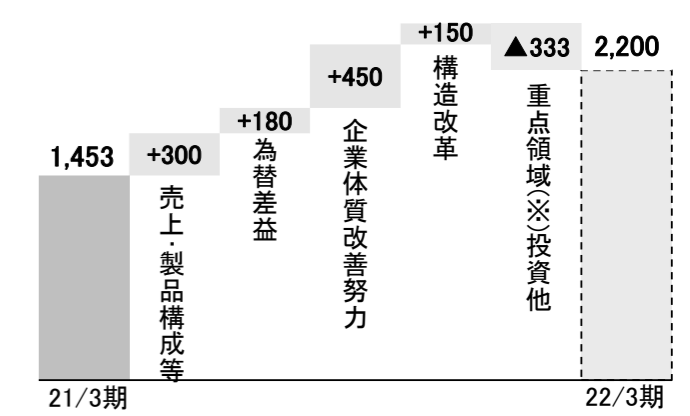 1,453
+300
売上・製品構成等
+180
為替差益
+450
企業体質改善努力
+150
構造改革
▲333
重点領域(※)投資他
2,200
21/3期
22/3期